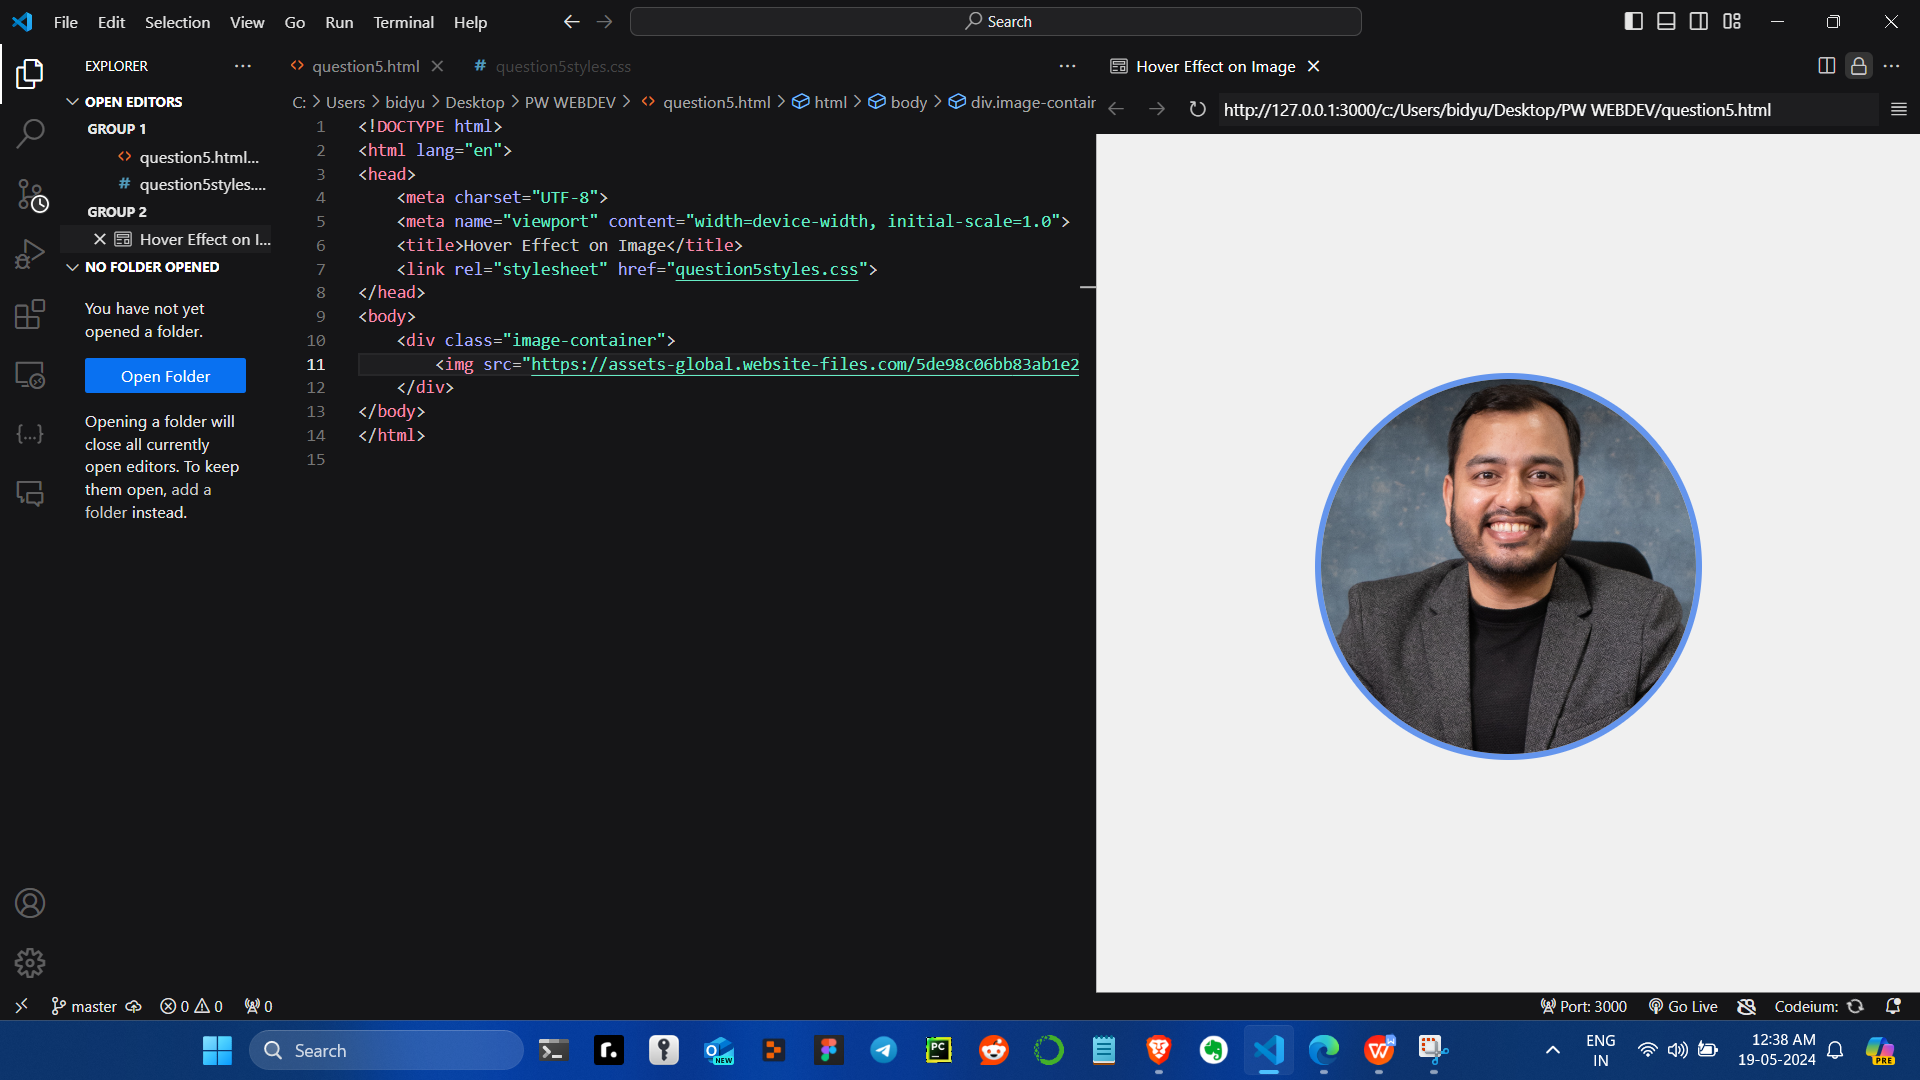 File Edit Selection View Go Run Terminal Help
Search
EXPLORER
OPEN EDITORS
GROUP 1
question5.html...
question5styles....
GROUP 2
Hover Effect on I...
NO FOLDER OPENED
You have not yet
opened a folder.
Open Folder
Opening a folder will
close all currently
open editors. To keep
them open, add a
folder instead.
question5.html
# question5styles.css
C: > Users > bidyu > Desktop > PW WEBDEV > question5.html > html > body > div.image-contair
1 <!DOCTYPE html>
2 <html lang="en">
3 <head>
4 <meta charset="UTF-8">
5 <meta name="viewport" content="width=device-width, initial-scale=1.0">
6 <title>Hover Effect on Image</title>
7 <link rel="stylesheet" href="question5styles.css">
8 </head>
9 <body>
10 <div class="image-container">
11 <img src="https://assets-global.website-files.com/5de98c06bb83ab1e2
12 </div>
13 </body>
14 </html>
15
Hover Effect on Image
http://127.0.0.1:3000/c:/Users/bidyu/Desktop/PW WEBDEV/question5.html
master 0 0 0
Port: 3000 Go Live Codeium:
Search
NEW
PC
W
ENG
IN
12:38 AM
19-05-2024
PRE